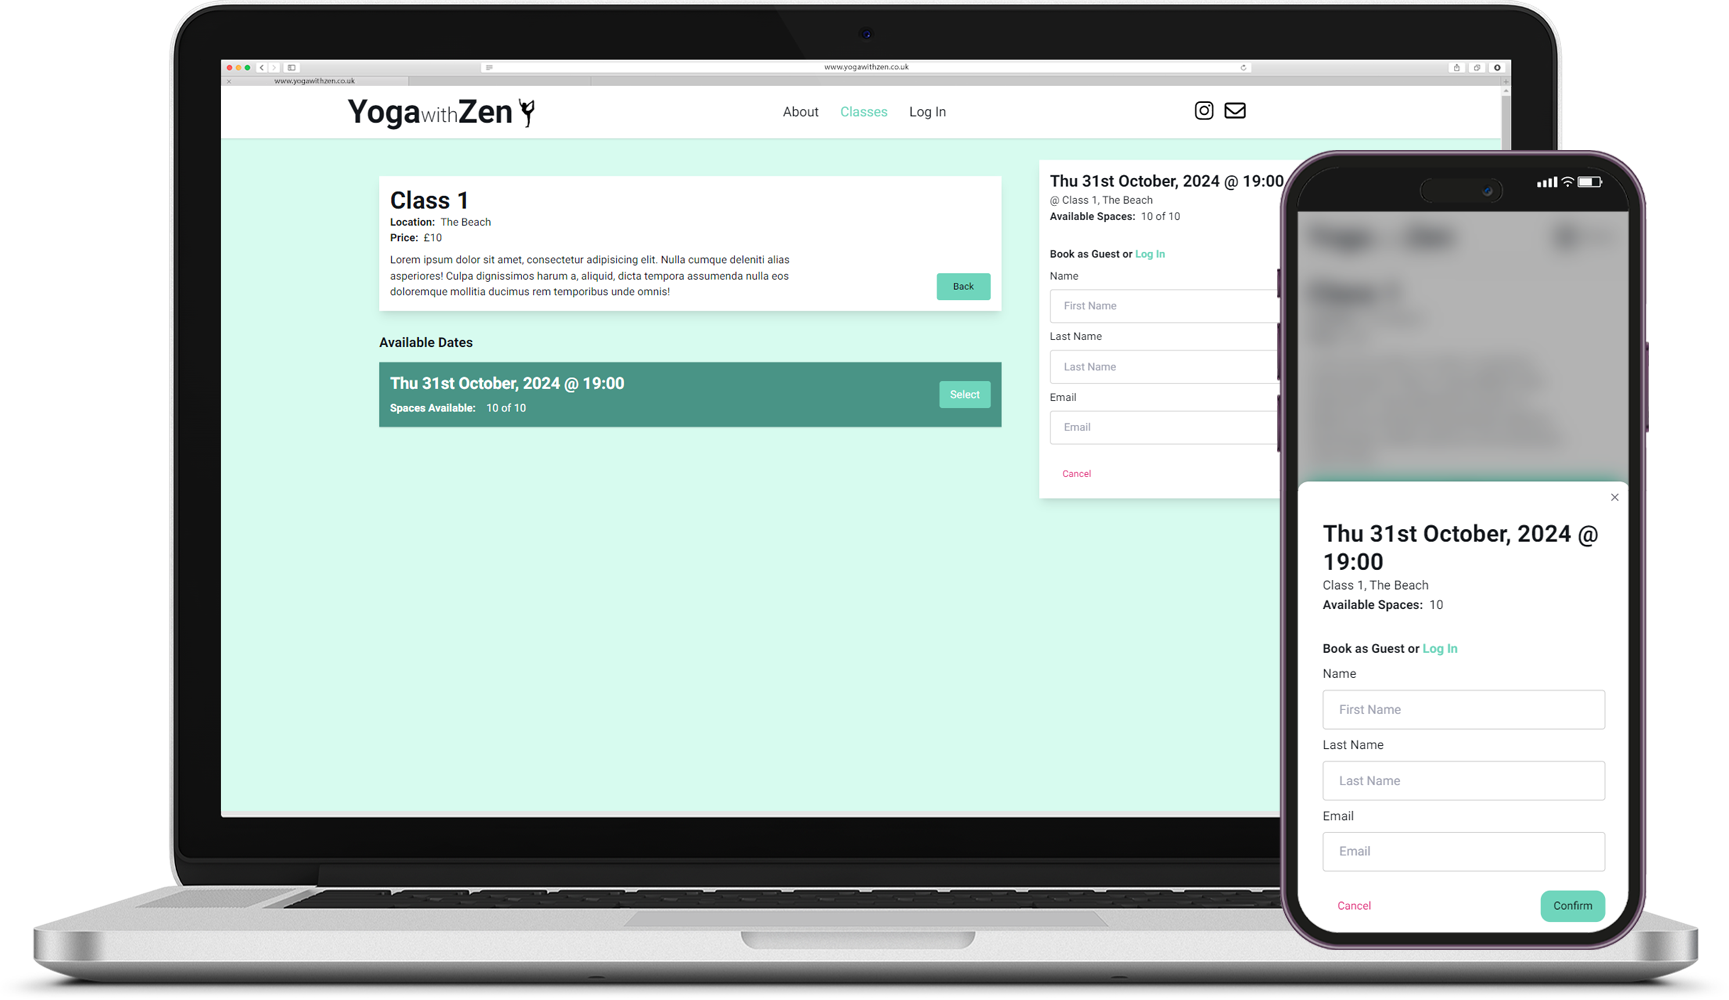 www.yogawithzen.co.uk
www.yogawithzen.co.uk
YogawithZen
About Classes Log In
Class 1
Location: The Beach
Price: £10
Lorem ipsum dolor sit amet, consectetur adipisicing elit. Nulla cumque deleniti alias
asperiores! Culpa dignissimos harum a, aliquid, dicta tempora assumenda nulla eos
doloremque mollitia ducimus rem temporibus unde omnis!
Back
Available Dates
Thu 31st October, 2024 @ 19:00
Spaces Available: 10 of 10
Select
Thu 31st October, 2024 @ 19:00
@ Class 1, The Beach
Available Spaces: 10 of 10
Book as Guest or Log In
Name
First Name
Last Name
Last Name
Email
Email
Cancel
Thu 31st October, 2024 @
19:00
Class 1, The Beach
Available Spaces: 10
Book as Guest or Log In
Name
First Name
Last Name
Last Name
Email
Email
Cancel
Confirm